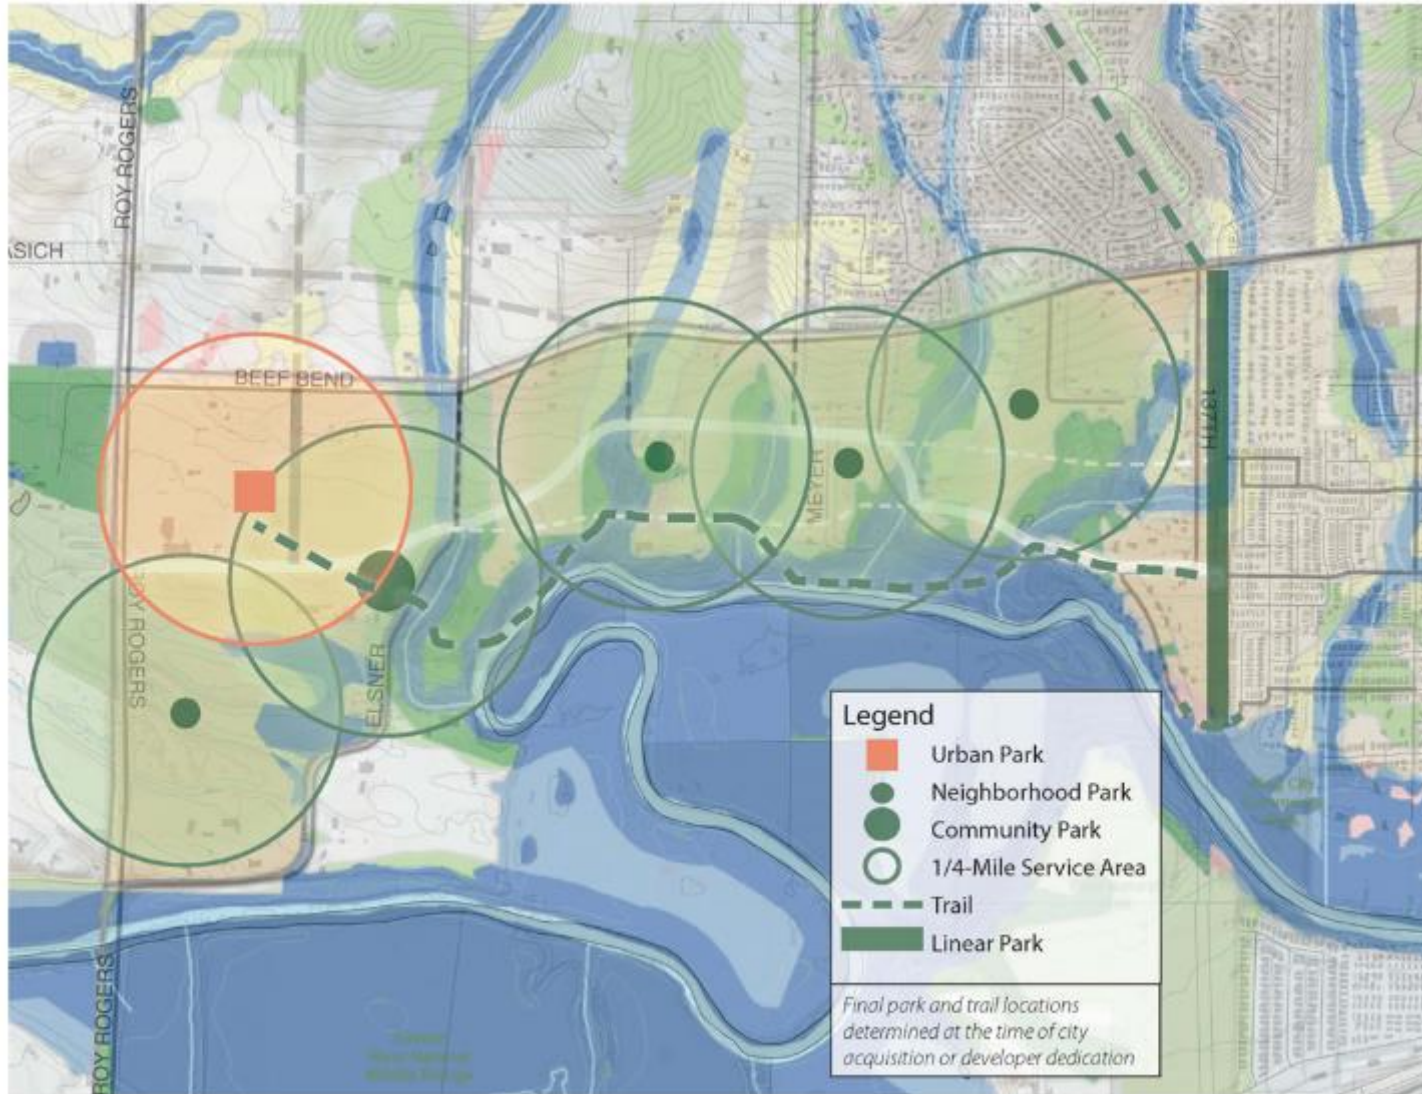 ROY ROGERS
ASICH
BEEF BEND
137TH
MEYER
ROY ROGERS
ELSNER
Legend
Urban Park
Neighborhood Park
Community Park
1/4-Mile Service Area
Trail
Linear Park
Final park and trail locations
determined at the time of city
acquisition or developer dedication
ROY ROGERS